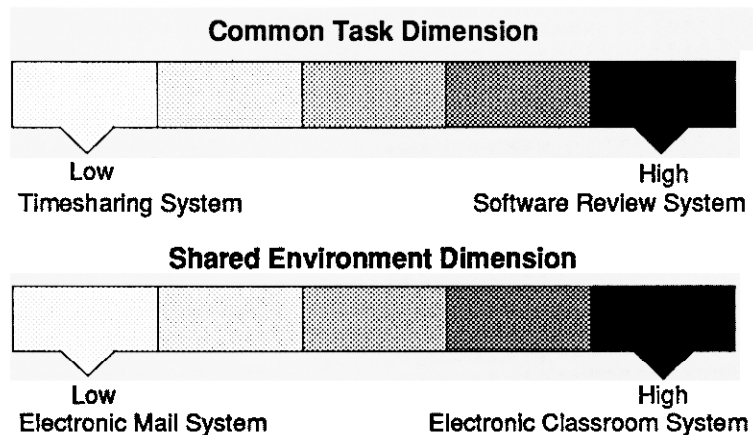 Common Task Dimension
Low High
Timesharing System Software Review System
Shared Environment Dimension
Low High
Electronic Mail System Electronic Classroom System